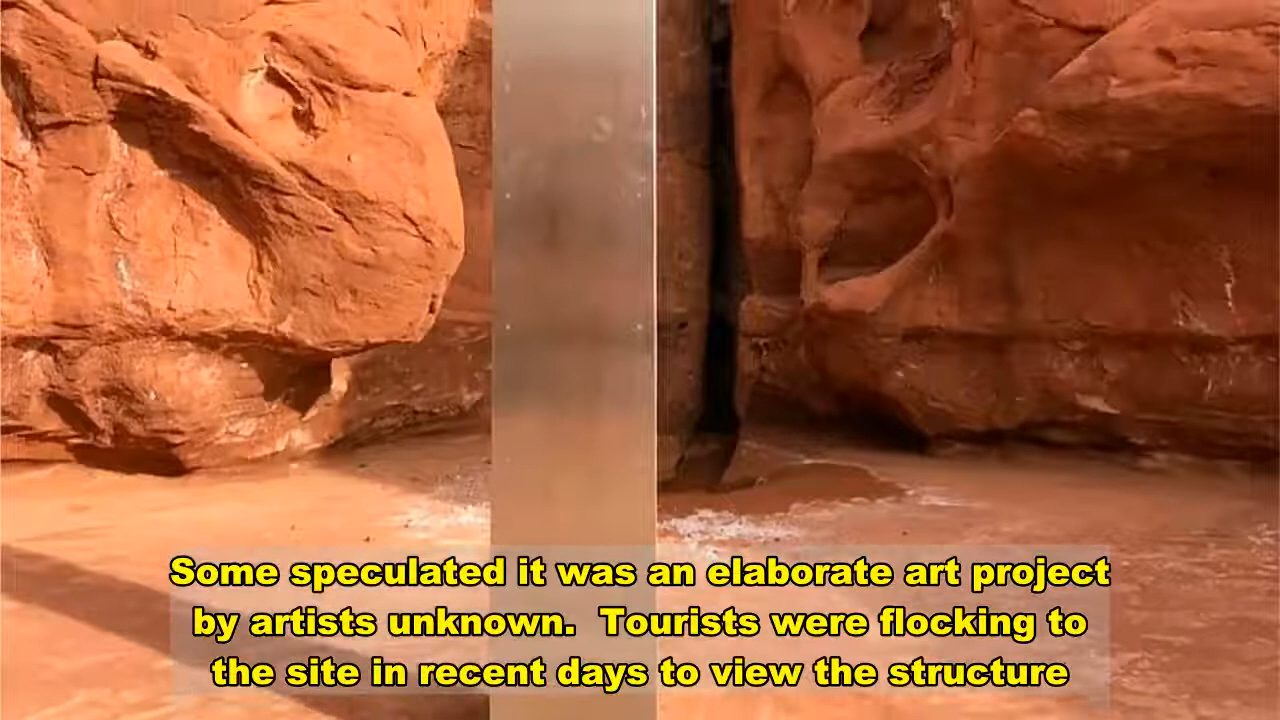 Some speculated it was an elaborate art project
by artists unknown.  Tourists were flocking to
the site in recent days to view the structure